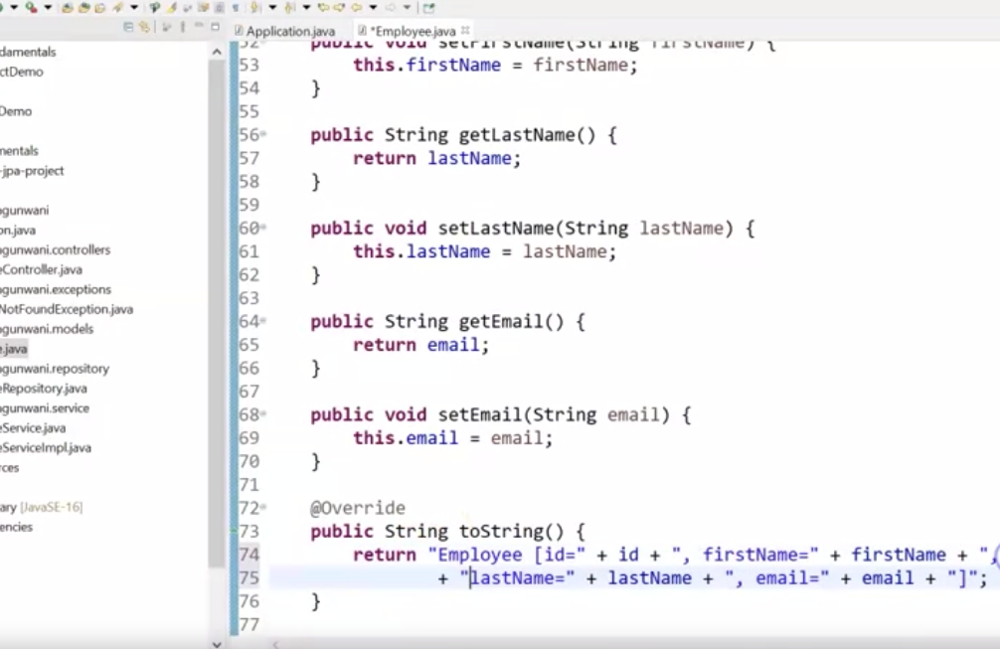 Application.java *Employee.java
damentals
ctDemo
Demo
mentals
-jpa-project
gunwani
on.java
gunwani.controllers
eController.java
gunwani.exceptions
NotFoundException.java
gunwani.models
e.java
gunwani.repository
eRepository.java
gunwani.service
eService.java
eServiceImpl.java
rces
ary [JavaSE-16]
encies
52 public void setFirstName(String firstName) {
53 this.firstName = firstName;
54 }
55
56 public String getLastName() {
57 return lastName;
58 }
59
60 public void setLastName(String lastName) {
61 this.lastName = lastName;
62 }
63
64 public String getEmail() {
65 return email;
66 }
67
68 public void setEmail(String email) {
69 this.email = email;
70 }
71
72 @Override
73 public String toString() {
74 return "Employee [id=" + id + ", firstName=" + firstName + ",
75 + "lastName=" + lastName + ", email=" + email + "]";
76 }
77